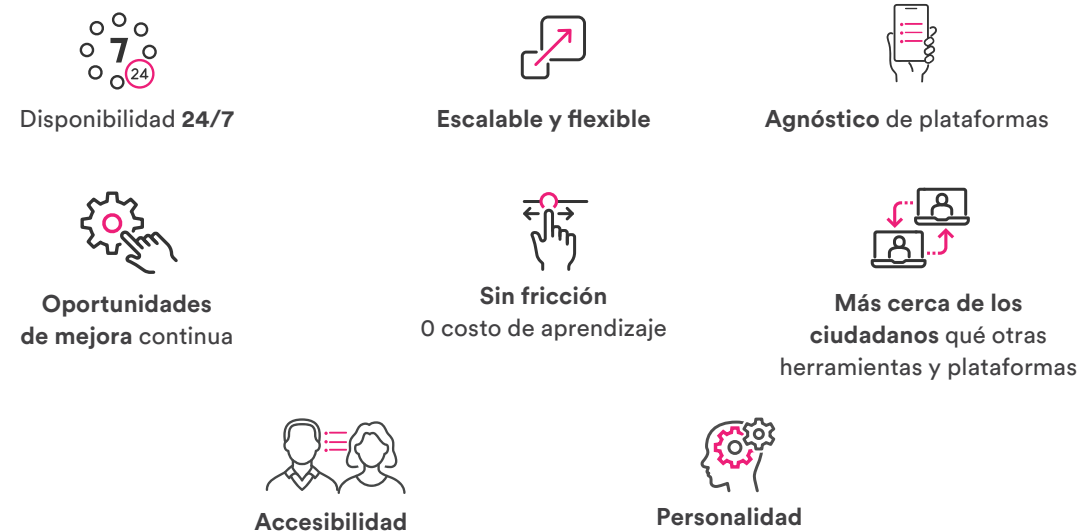 7
24
Disponibilidad 24/7
Escalable y flexible
Agnóstico de plataformas
Oportunidades
de mejora continua
Sin fricción
0 costo de aprendizaje
Más cerca de los
ciudadanos qué otras
herramientas y plataformas
Accesibilidad
Personalidad